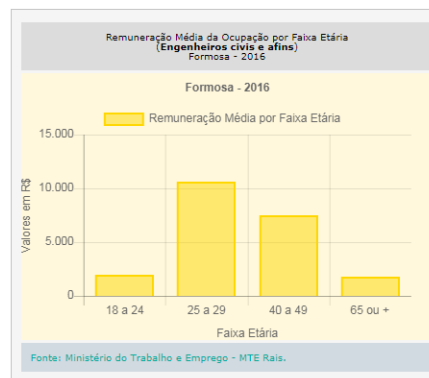 Remuneração Média da Ocupação por Faixa Etária
(Engenheiros civis e afins)
Formosa - 2016
Formosa - 2016
Remuneração Média por Faixa Etária
15.000
10.000
5.000
0
Valores em R$
18 a 24 25 a 29 40 a 49 65 ou +
Faixa Etária
Fonte: Ministério do Trabalho e Emprego - MTE Rais.